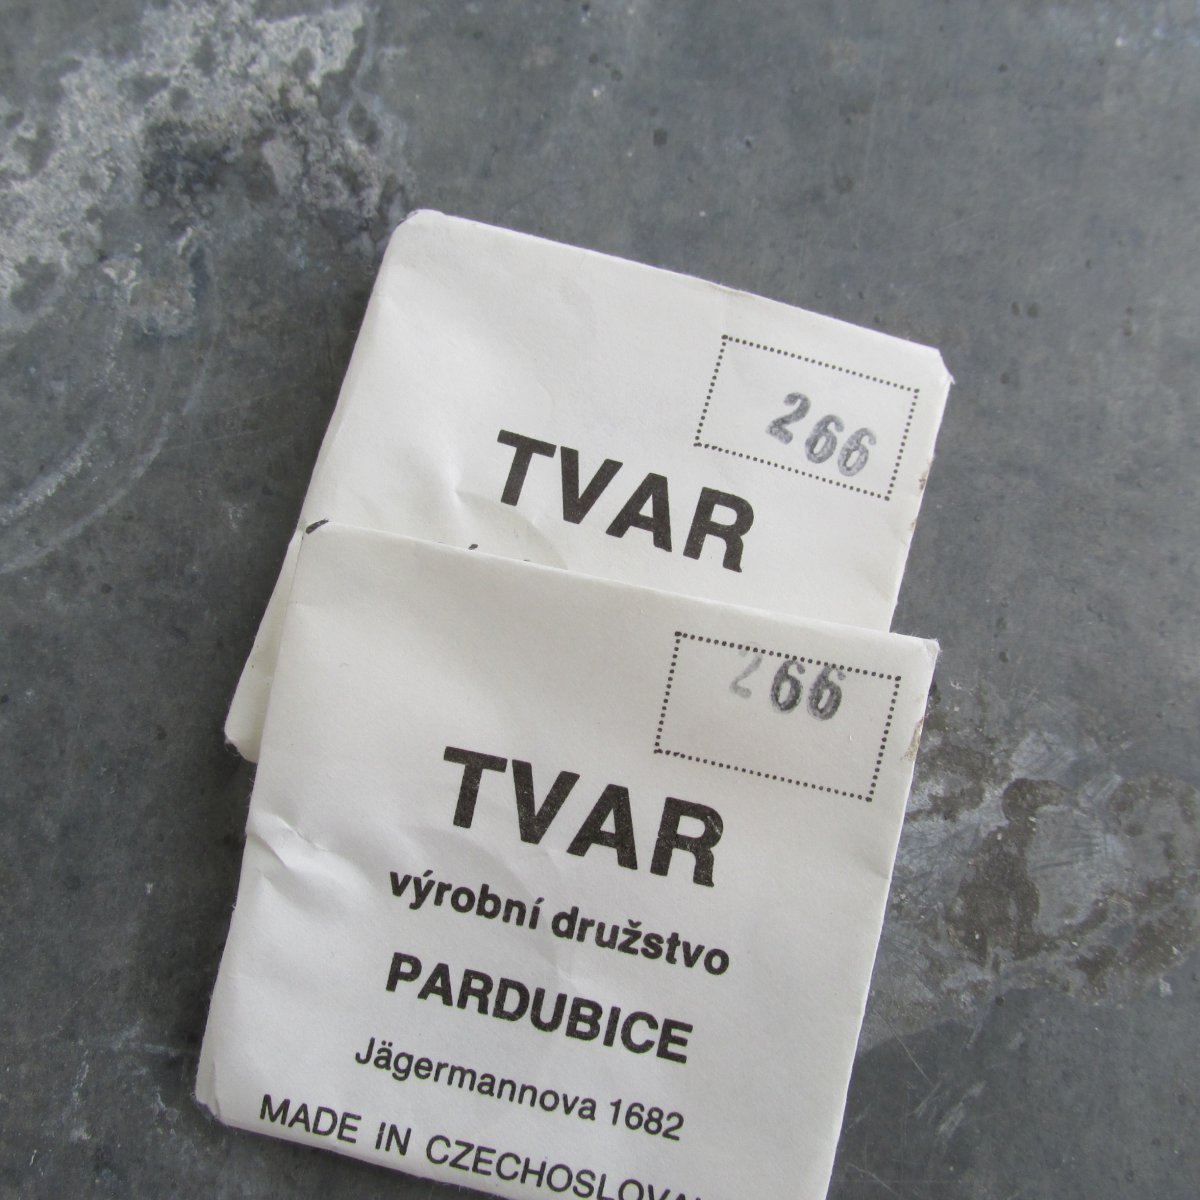 266
TVAR
266
TVAR
výrobní družstvo
PARDUBICE
Jägermannova 1682
MADE IN